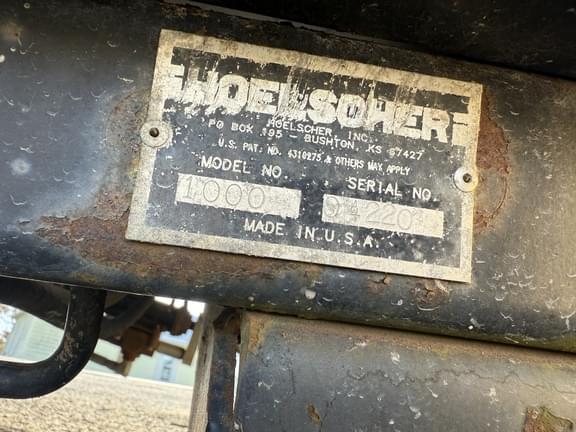 HOELSCHER
HOELSCHER, INC.
PO BOX 195 - BUSHTON, KS 67427
U.S. PAT. NO. 4310275 & OTHERS MAY APPLY
MODEL NO. SERIAL NO.
1000
MADE IN U.S.A.